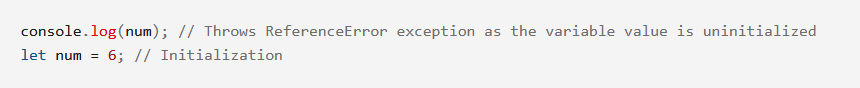 console.log(num); // Throws ReferenceError exception as the variable value is uninitialized
let num = 6; // Initialization